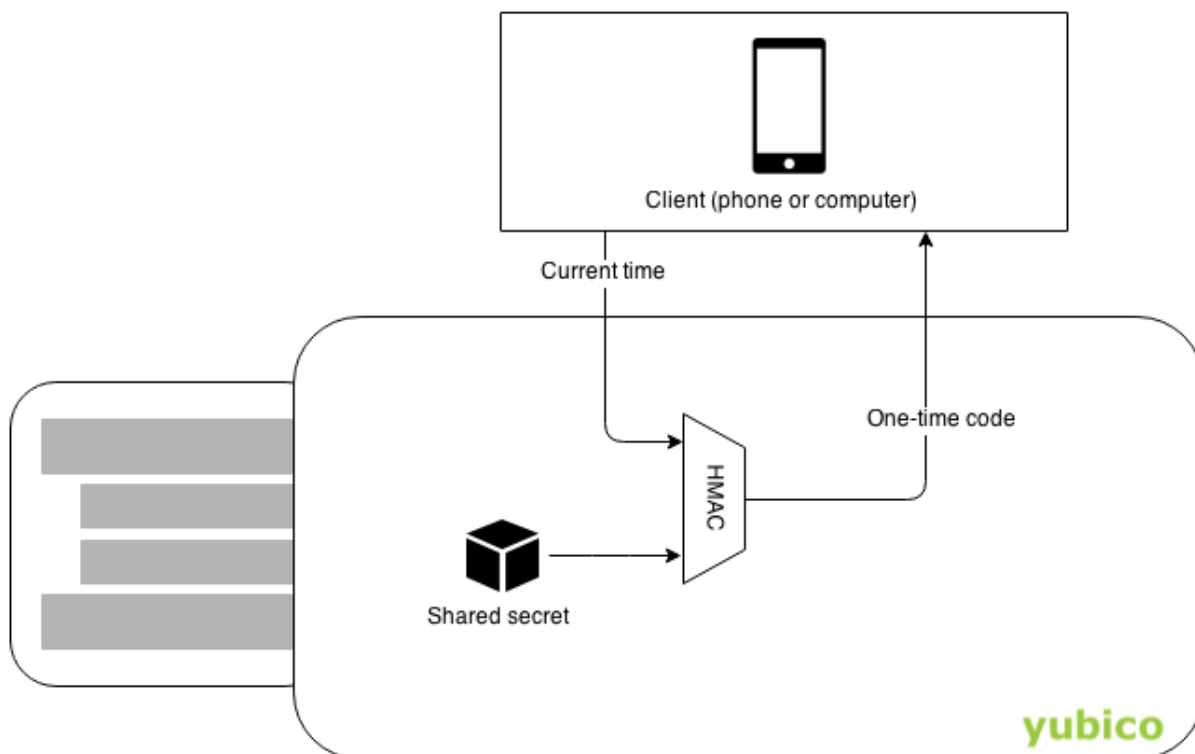 Client (phone or computer)
Current time
One-time code
HMAC
Shared secret
yubico